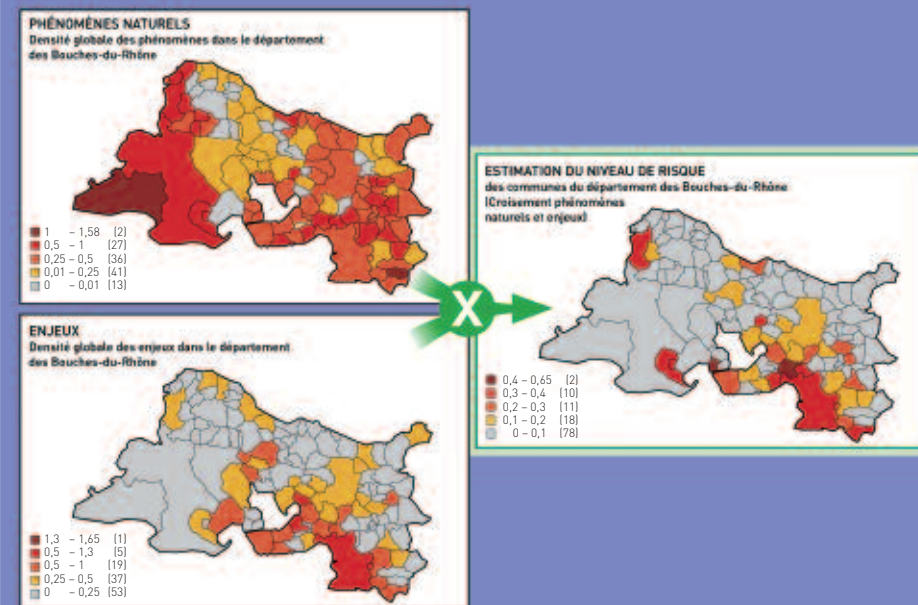 PHÉNOMÈNES NATURELS
Densité globale des phénomènes dans le département
des Bouches-du-Rhône
1 – 1,58 (2)
0,5 – 1 (27)
0,25 – 0,5 (36)
0,01 – 0,25 (41)
0 – 0,01 (13)
ENJEUX
Densité globale des enjeux dans le département
des Bouches-du-Rhône
1,3 – 1,65 (1)
0,5 – 1,3 (5)
0,5 – 1 (19)
0,25 – 0,5 (37)
0 – 0,25 (53)
X
ESTIMATION DU NIVEAU DE RISQUE
des communes du département des Bouches-du-Rhône
(Croisement phénomènes
naturels et enjeux)
0,4 – 0,65 (2)
0,3 – 0,4 (10)
0,2 – 0,3 (11)
0,1 – 0,2 (18)
0 – 0,1 (78)